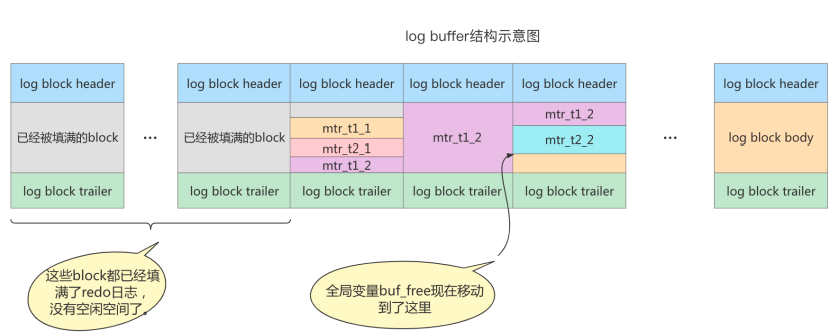 log buffer结构示意图
log block header
log block header
log block header
log block header
log block header
log block header
已经被填满的block
...
已经被填满的block
mtr_t1_1
mtr_t2_1
mtr_t1_2
mtr_t1_2
mtr_t1_2
mtr_t2_2
...
log block body
log block trailer
log block trailer
log block trailer
log block trailer
log block trailer
log block trailer
这些block都已经填
满了redo日志，
没有空闲空间了。
全局变量buf_free现在移动
到了这里